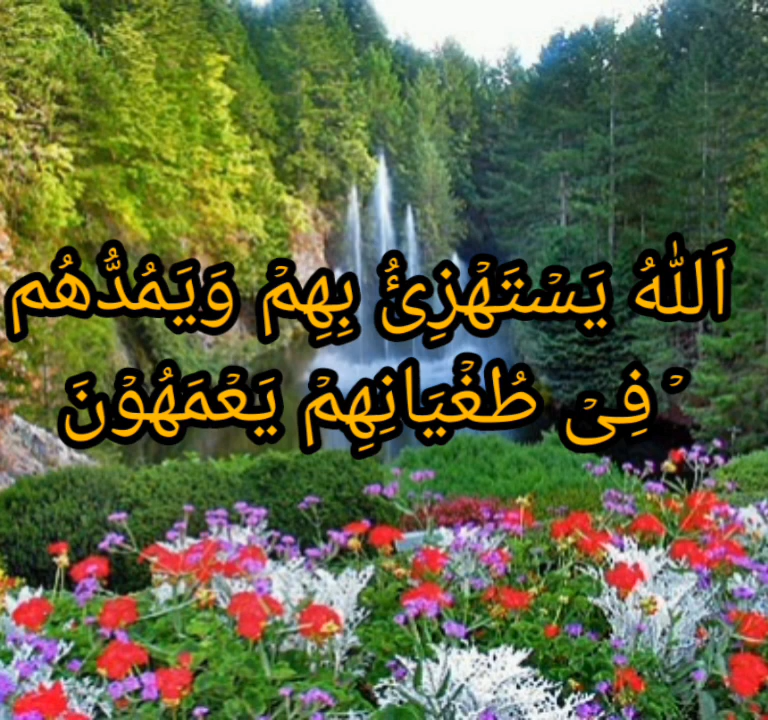 اَللّٰهُ يَسْتَهْزِئُ بِهِمْ وَيَمُدُّهُم
ْ فِىْ طُغْيَانِهِمْ يَعْمَهُوْنَ